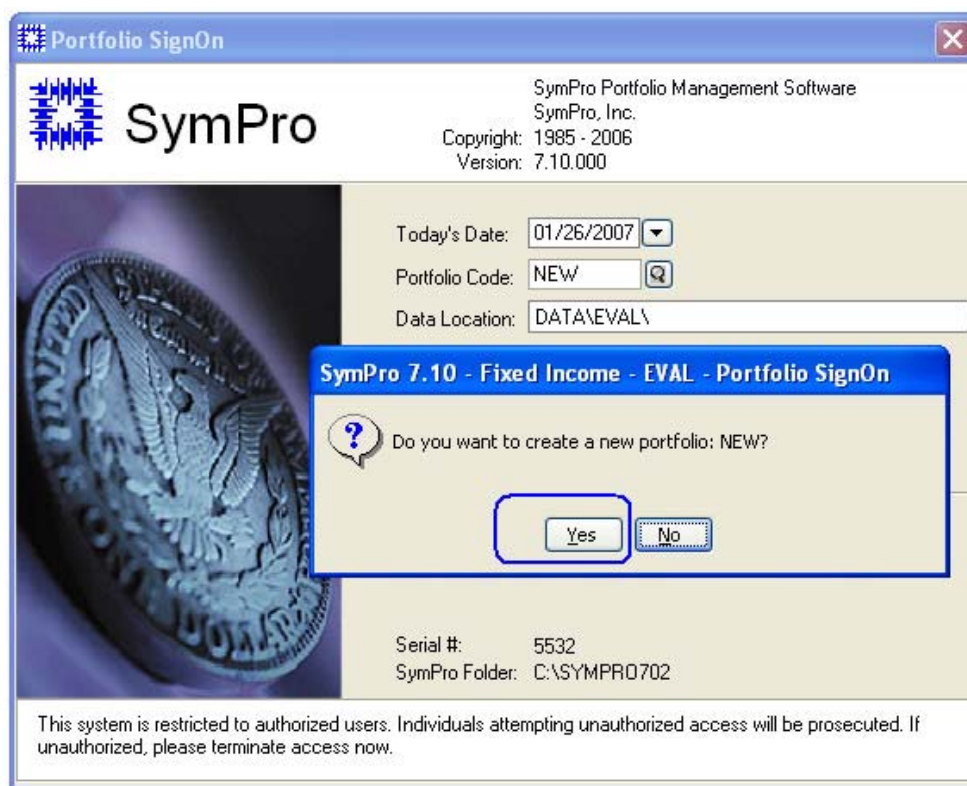 Portfolio SignOn
SymPro
SymPro Portfolio Management Software
SymPro, Inc.
Copyright: 1985 - 2006
Version: 7.10.000
Today's Date: 01/26/2007
Portfolio Code: NEW
Data Location: DATA\EVAL\
SymPro 7.10 - Fixed Income - EVAL - Portfolio SignOn
Do you want to create a new portfolio: NEW?
Yes No
UNITED
DOLLAR
Serial #: 5532
SymPro Folder: C:\SYMPRO702
This system is restricted to authorized users. Individuals attempting unauthorized access will be prosecuted. If
unauthorized, please terminate access now.